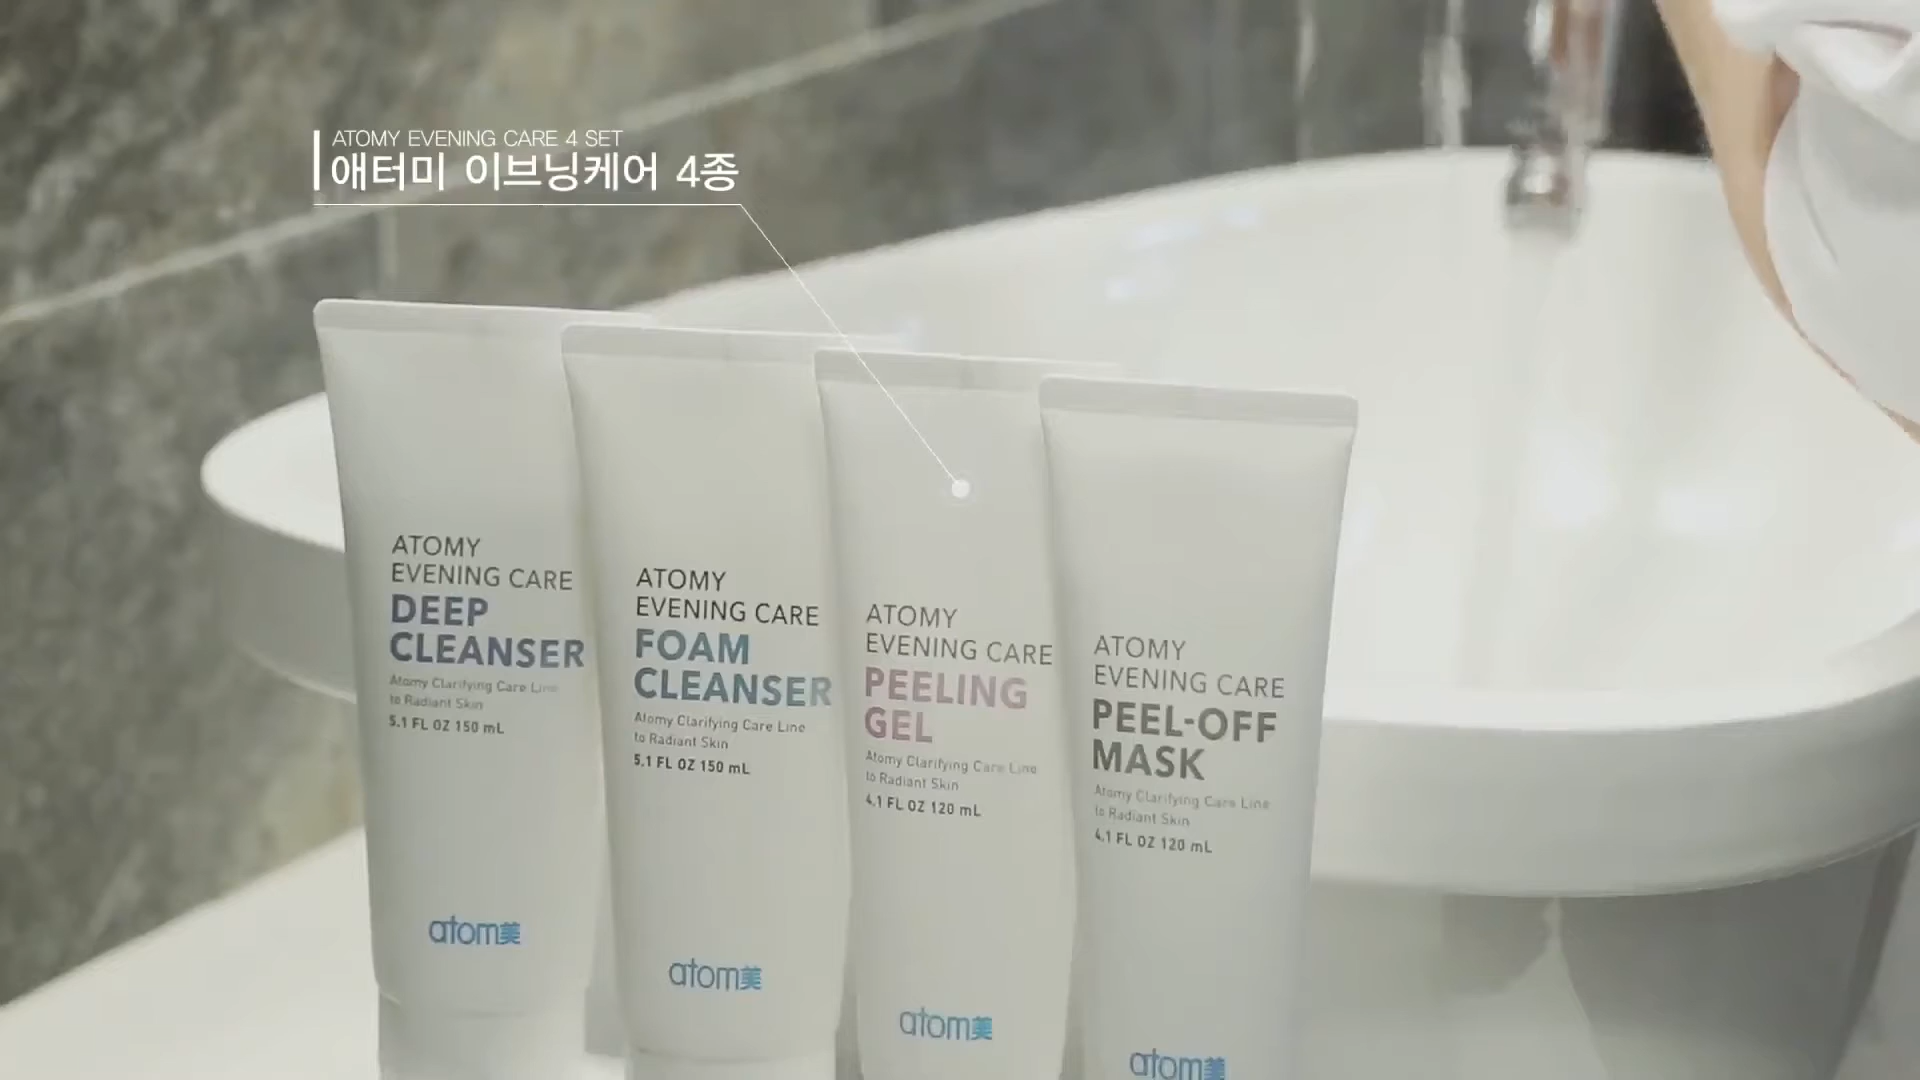 ATOMY EVENING CARE 4 SET
애터미 이브닝케어 4종
ATOMY
EVENING CARE
DEEP
CLEANSER
Atomy Clarifying Care Line
to Radiant Skin
5.1 FL OZ 150 mL
atom美
ATOMY
EVENING CARE
FOAM
CLEANSER
Atomy Clarifying Care Line
to Radiant Skin
5.1 FL OZ 150 mL
atom美
ATOMY
EVENING CARE
PEELING
GEL
Atomy Clarifying Care Line
to Radiant Skin
4.1 FL OZ 120 mL
atom美
ATOMY
EVENING CARE
PEEL-OFF
MASK
Atomy Clarifying Care Line
to Radiant Skin
4.1 FL OZ 120 mL
atom美